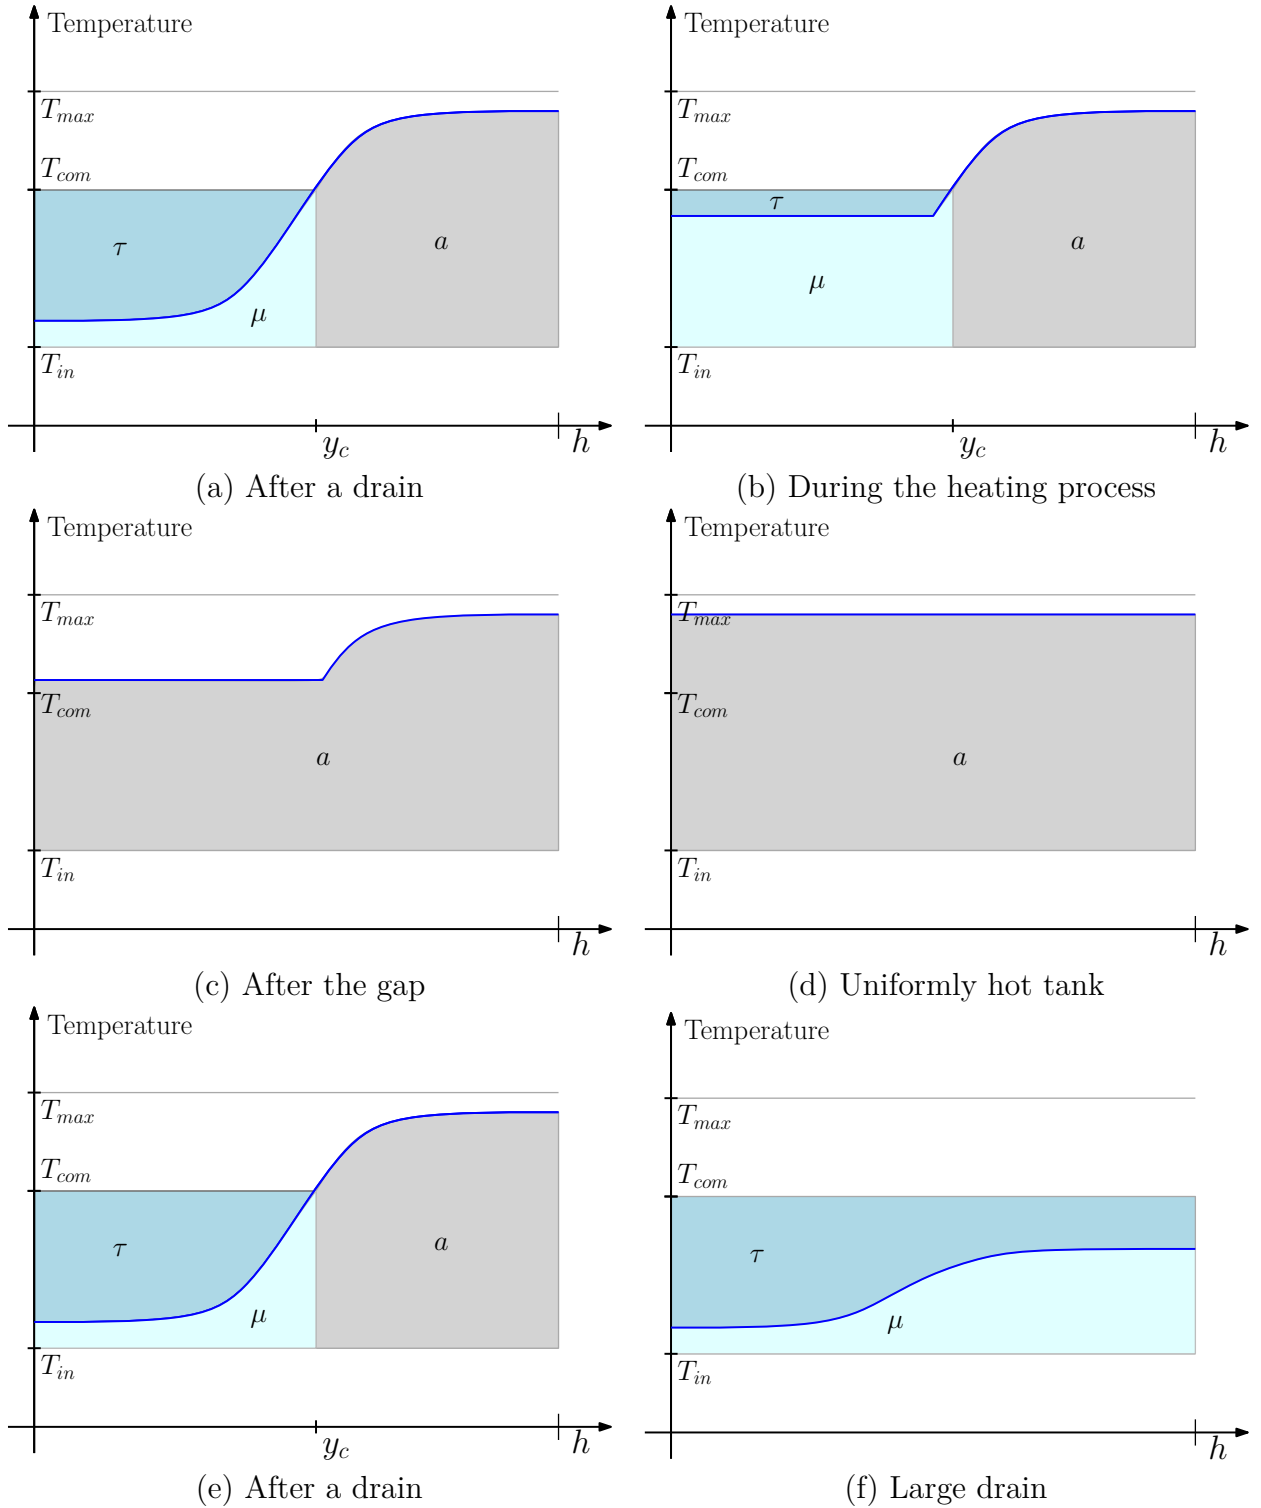 Temperature
T_max
T_com
τ
a
μ
T_in
y_c
h
(a) After a drain
Temperature
T_max
T_com
τ
a
μ
T_in
y_c
h
(b) During the heating process
Temperature
T_max
T_com
a
T_in
h
(c) After the gap
Temperature
T_max
T_com
a
T_in
h
(d) Uniformly hot tank
Temperature
T_max
T_com
τ
a
μ
T_in
y_c
h
(e) After a drain
Temperature
T_max
T_com
τ
μ
T_in
h
(f) Large drain